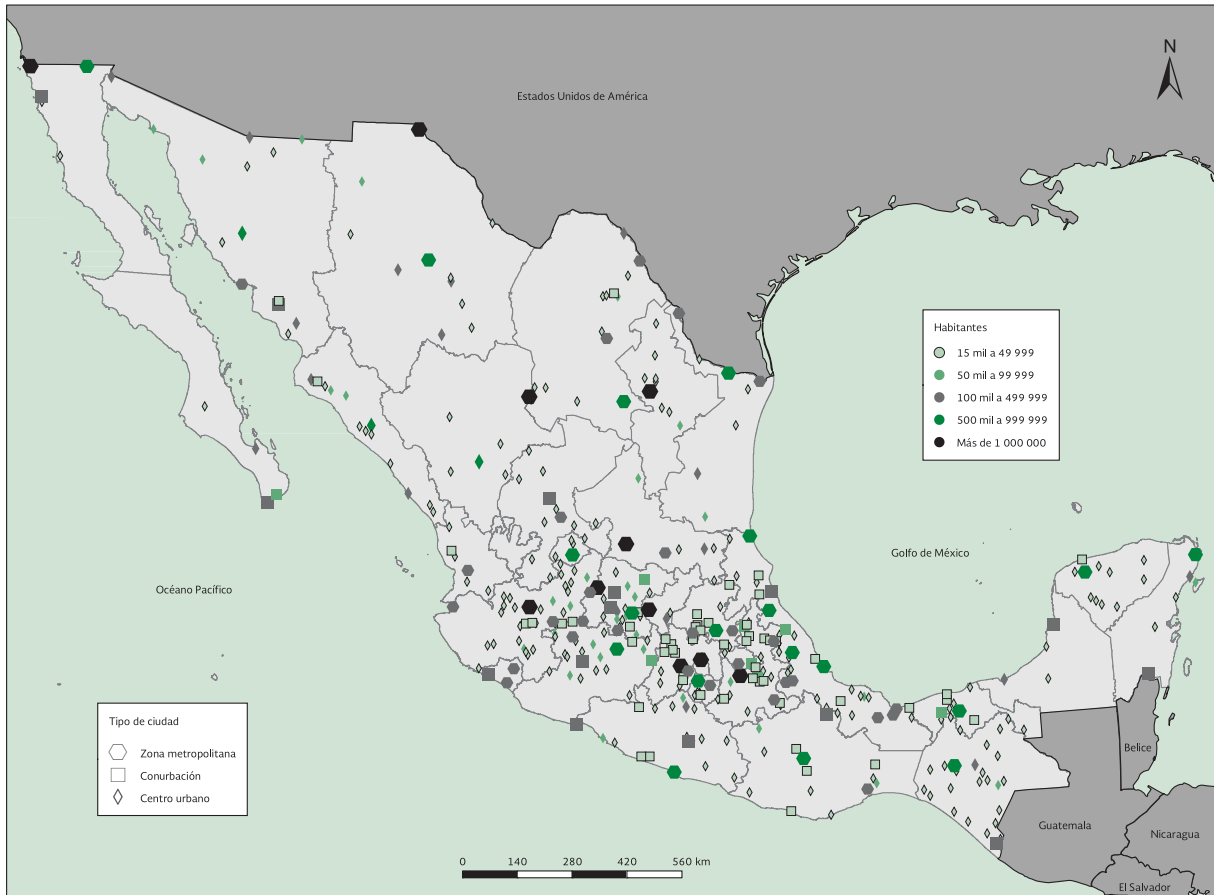 N
Estados Unidos de América
Habitantes
15 mil a 49 999
50 mil a 99 999
100 mil a 499 999
500 mil a 999 999
Más de 1 000 000
Golfo de México
Océano Pacífico
Tipo de ciudad
Zona metropolitana
Conurbación
Centro urbano
Belice
Guatemala
Nicaragua
El Salvador
0 140 280 420 560 km